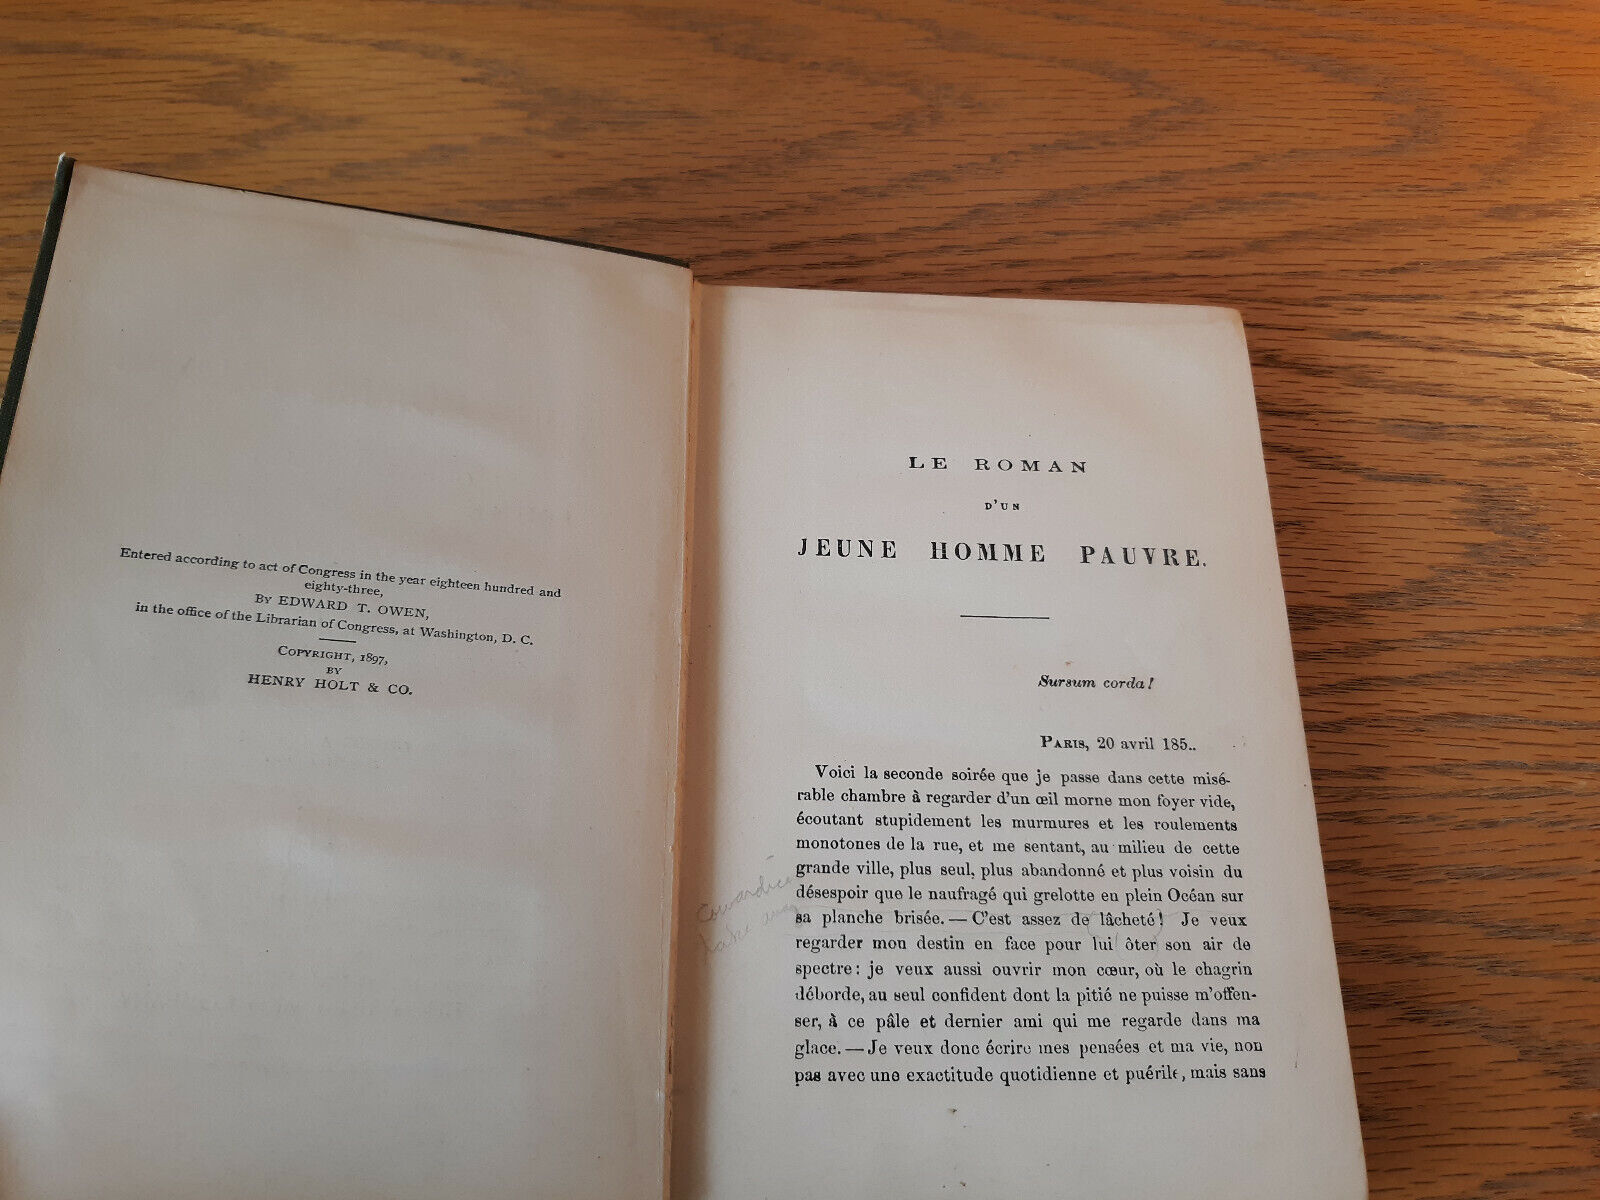 Entered according to act of Congress in the year eighteen hundred and
eighty-three,
By EDWARD T. OWEN,
in the office of the Librarian of Congress, at Washington, D. C.
Copyright, 1897,
BY
HENRY HOLT & CO.
LE ROMAN
D'UN
JEUNE HOMME PAUVRE.
Sursum corda!
Paris, 20 avril 185..
Voici la seconde soirée que je passe dans cette misé-
rable chambre à regarder d'un œil morne mon foyer vide,
écoutant stupidement les murmures et les roulements
monotones de la rue, et me sentant, au milieu de cette
grande ville, plus seul, plus abandonné et plus voisin du
désespoir que le naufragé qui grelotte en plein Océan sur
sa planche brisée. — C'est assez de lâcheté! Je veux
regarder mon destin en face pour lui ôter son air de
spectre: je veux aussi ouvrir mon cœur, où le chagrin
déborde, au seul confident dont la pitié ne puisse m'offen-
ser, à ce pâle et dernier ami qui me regarde dans ma
glace. — Je veux donc écrire mes pensées et ma vie, non
pas avec une exactitude quotidienne et puérile, mais sans
Cowardice
take away